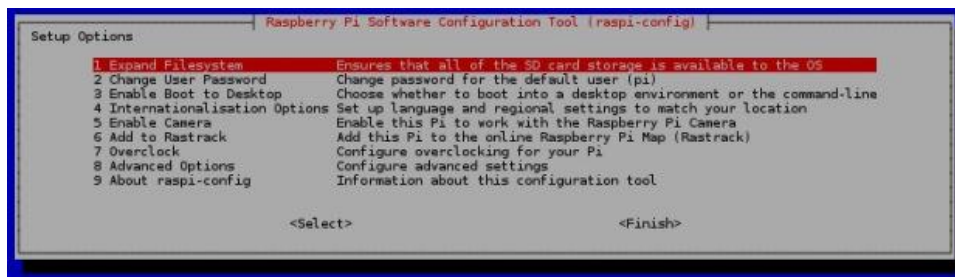 Raspberry Pi Software Configuration Tool (raspi-config)
Setup Options
1 Expand Filesystem Ensures that all of the SD card storage is available to the OS
2 Change User Password Change password for the default user (pi)
3 Enable Boot to Desktop Choose whether to boot into a desktop environment or the command-line
4 Internationalisation Options Set up language and regional settings to match your location
5 Enable Camera Enable this Pi to work with the Raspberry Pi Camera
6 Add to Rastrack Add this Pi to the online Raspberry Pi Map (Rastrack)
7 Overclock Configure overclocking for your Pi
8 Advanced Options Configure advanced settings
9 About raspi-config Information about this configuration tool
<Select> <Finish>